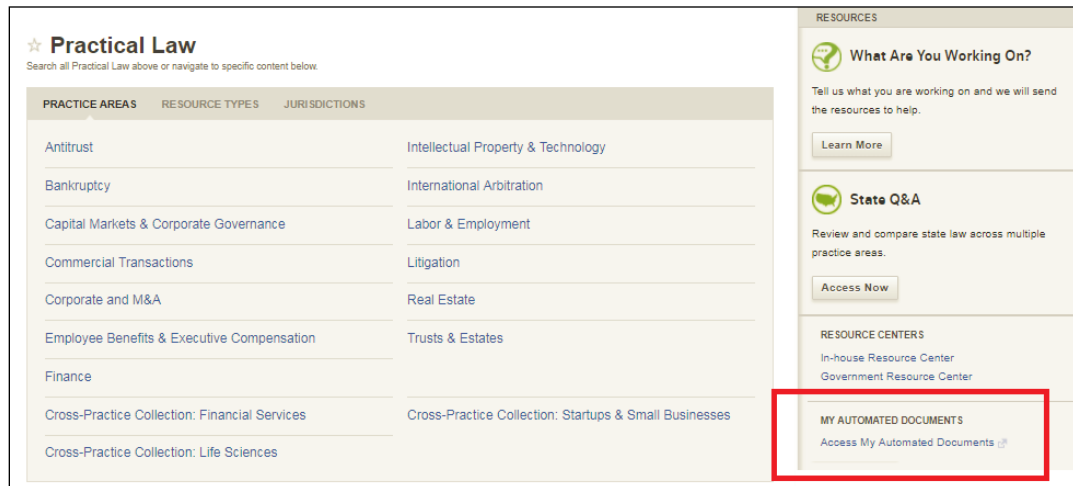 Practical Law
Search all Practical Law above or navigate to specific content below.
PRACTICE AREAS RESOURCE TYPES JURISDICTIONS
Antitrust
Bankruptcy
Capital Markets & Corporate Governance
Commercial Transactions
Corporate and M&A
Employee Benefits & Executive Compensation
Finance
Cross-Practice Collection: Financial Services
Cross-Practice Collection: Life Sciences
Intellectual Property & Technology
International Arbitration
Labor & Employment
Litigation
Real Estate
Trusts & Estates
Cross-Practice Collection: Startups & Small Businesses
RESOURCES
What Are You Working On?
Tell us what you are working on and we will send
the resources to help.
Learn More
State Q&A
Review and compare state law across multiple
practice areas.
Access Now
RESOURCE CENTERS
In-house Resource Center
Government Resource Center
MY AUTOMATED DOCUMENTS
Access My Automated Documents